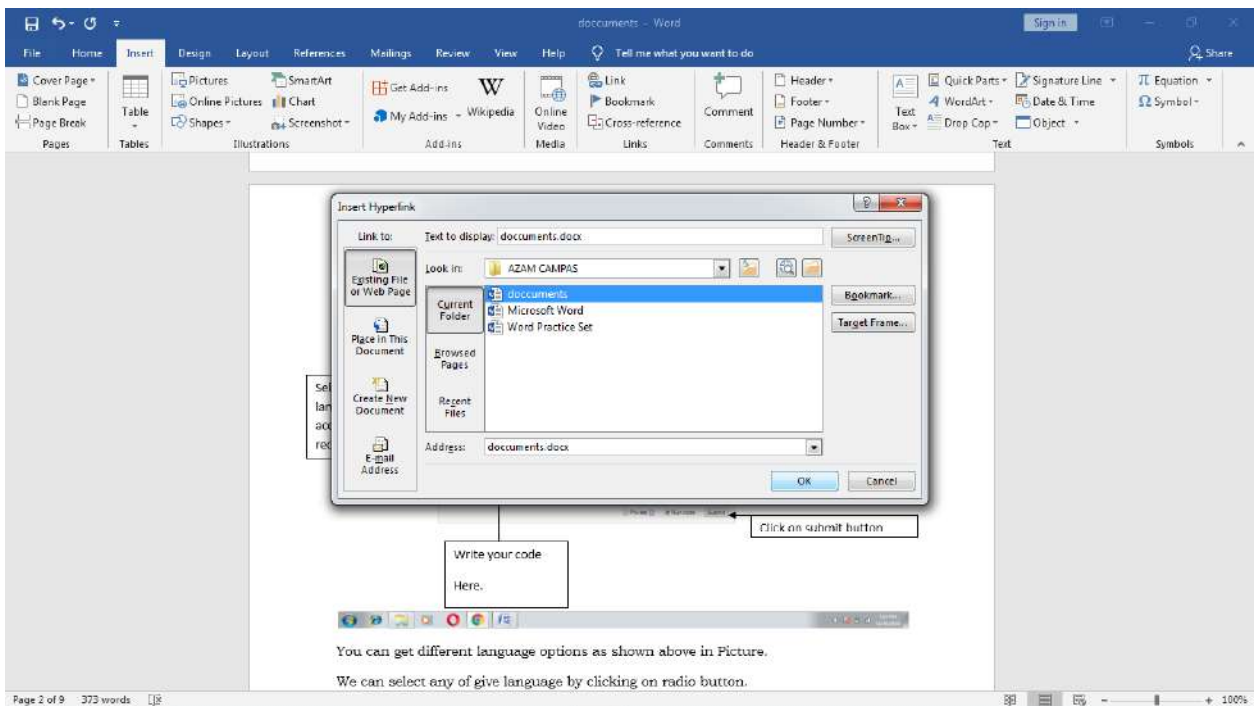 doccuments - Word
Sign in
File Home Insert Design Layout References Mailings Review View Help Tell me what you want to do
Share
Cover Page
Blank Page
Page Break
Pages
Table
Tables
Pictures
Online Pictures
Shapes
SmartArt
Chart
Screenshot
Illustrations
Get Add-ins
My Add-ins
Wikipedia
Add-ins
Online
Video
Media
Link
Bookmark
Cross-reference
Links
Comment
Comments
Header
Footer
Page Number
Header & Footer
Text
Box
Quick Parts
WordArt
Drop Cap
Signature Line
Date & Time
Object
Text
Equation
Symbol
Symbols
Insert Hyperlink
Link to:
Text to display: doccuments.docx
ScreenTip...
Existing File
or Web Page
Place in This
Document
Create New
Document
E-mail
Address
Look in: AZAM CAMPAS
Current
Folder
Browsed
Pages
Recent
Files
doccuments
Microsoft Word
Word Practice Set
Bookmark...
Target Frame...
Address: doccuments.docx
OK Cancel
Sel
lan
acc
rec
Click on submit button
Write your code
Here.
You can get different language options as shown above in Picture.
We can select any of give language by clicking on radio button.
Page 2 of 9 373 words
100%